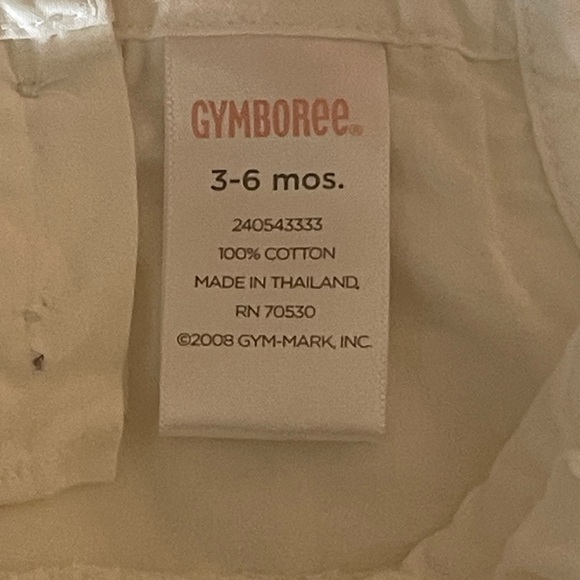 GYMBOREE®
3-6 mos.
240543333
100% COTTON
MADE IN THAILAND,
RN 70530
©2008 GYM-MARK, INC.